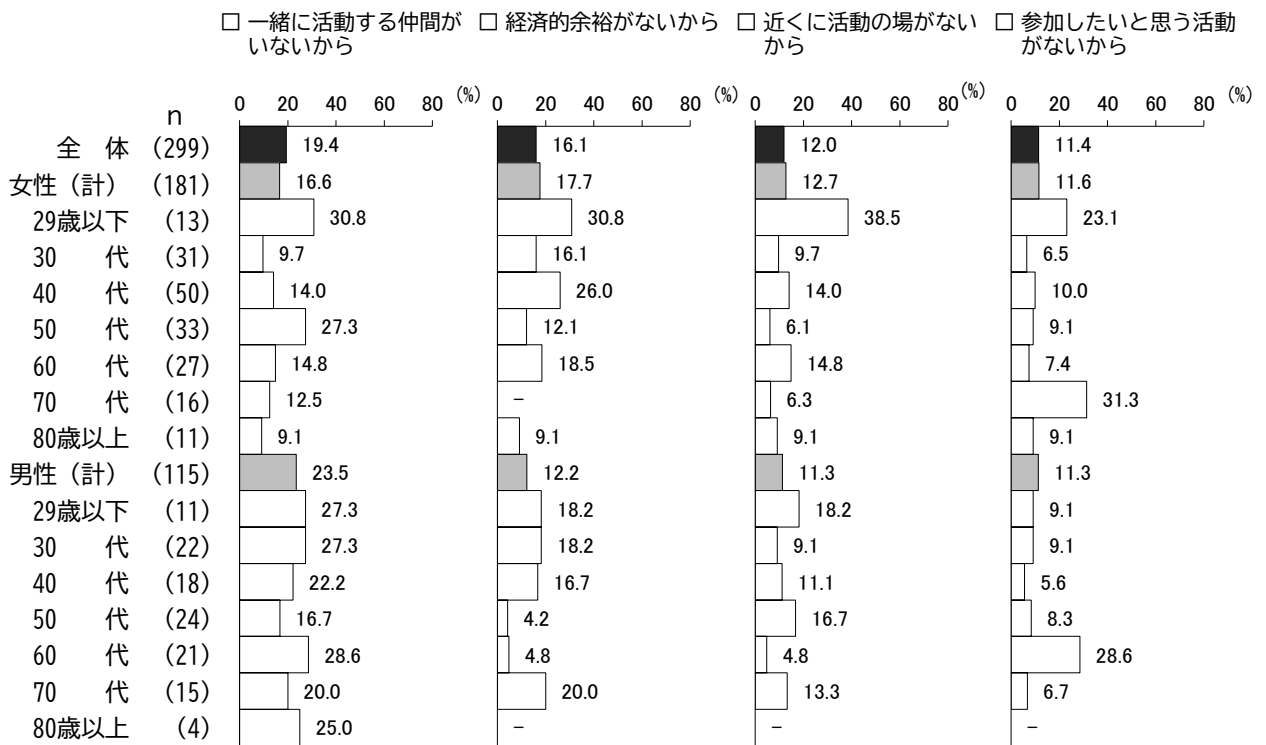 □ 一緒に活動する仲間が
いないから
□ 経済的余裕がないから
□ 近くに活動の場がない
から
□ 参加したいと思う活動
がないから
0 20 40 60 80 (%) 0 20 40 60 80 (%) 0 20 40 60 80 (%) 0 20 40 60 80 (%)
n
全 体 (299) 19.4 16.1 12.0 11.4
女性（計） (181) 16.6 17.7 12.7 11.6
29歳以下 (13) 30.8 30.8 38.5 23.1
30 代 (31) 9.7 16.1 9.7 6.5
40 代 (50) 14.0 26.0 14.0 10.0
50 代 (33) 27.3 12.1 6.1 9.1
60 代 (27) 14.8 18.5 14.8 7.4
70 代 (16) 12.5 － 6.3 31.3
80歳以上 (11) 9.1 9.1 9.1 9.1
男性（計） (115) 23.5 12.2 11.3 11.3
29歳以下 (11) 27.3 18.2 18.2 9.1
30 代 (22) 27.3 18.2 9.1 9.1
40 代 (18) 22.2 16.7 11.1 5.6
50 代 (24) 16.7 4.2 16.7 8.3
60 代 (21) 28.6 4.8 4.8 28.6
70 代 (15) 20.0 20.0 13.3 6.7
80歳以上 (4) 25.0 － － －